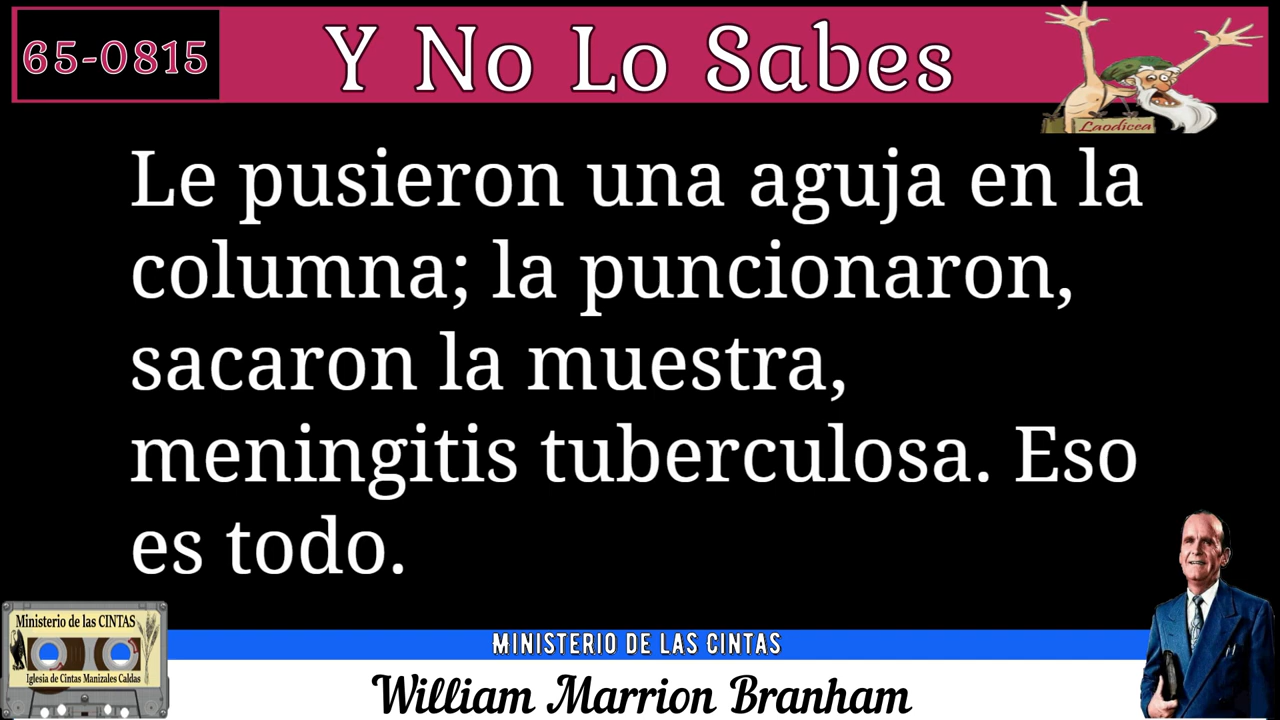 65-0815
Y No Lo Sabes
Laodicea
Le pusieron una aguja en la
columna; la puncionaron,
sacaron la muestra,
meningitis tuberculosa. Eso
es todo.
Ministerio de las CINTAS
Iglesia de Cintas Manizales Caldas
MINISTERIO DE LAS CINTAS
William Marrion Branham